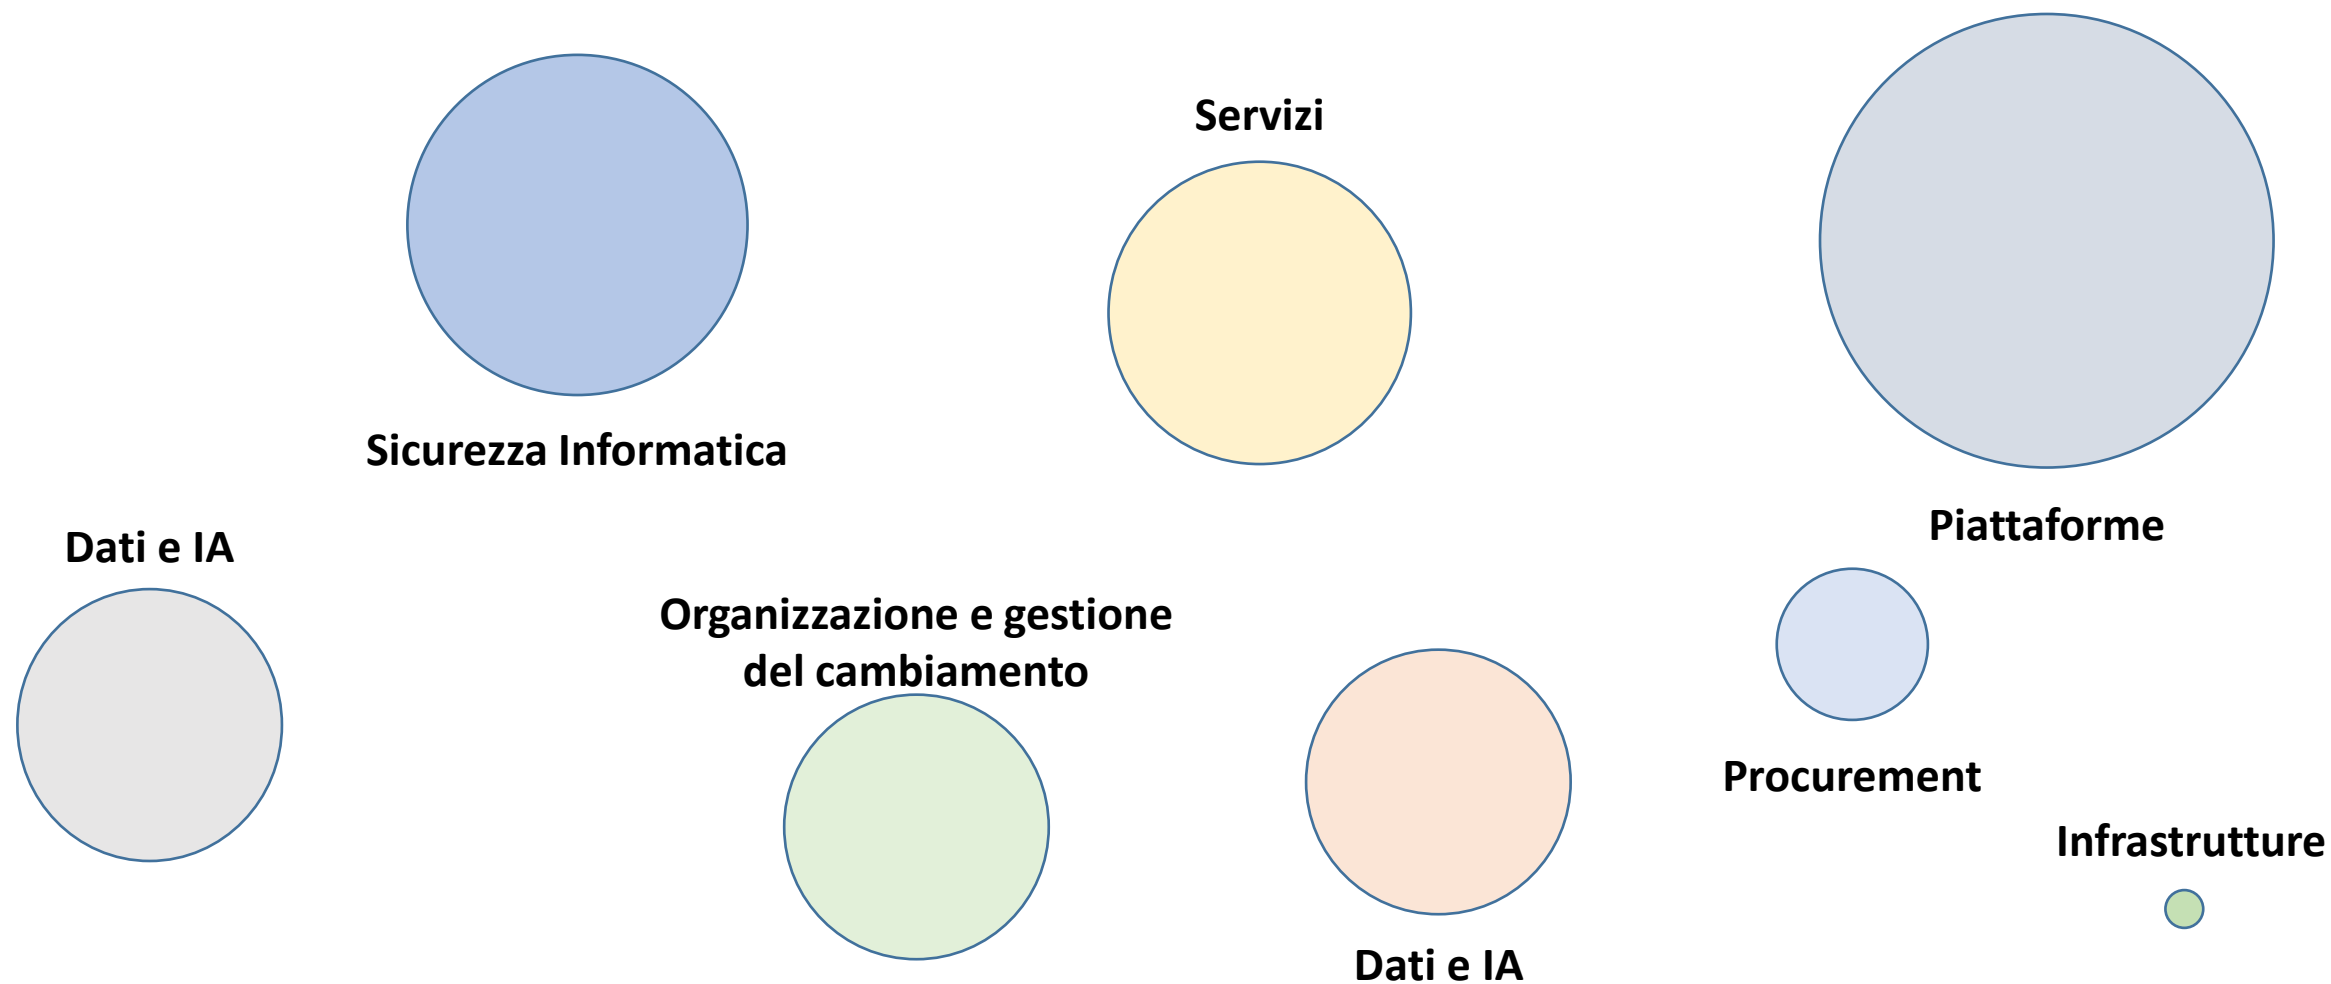 Servizi
Sicurezza Informatica
Piattaforme
Dati e IA
Organizzazione e gestione
del cambiamento
Procurement
Infrastrutture
Dati e IA